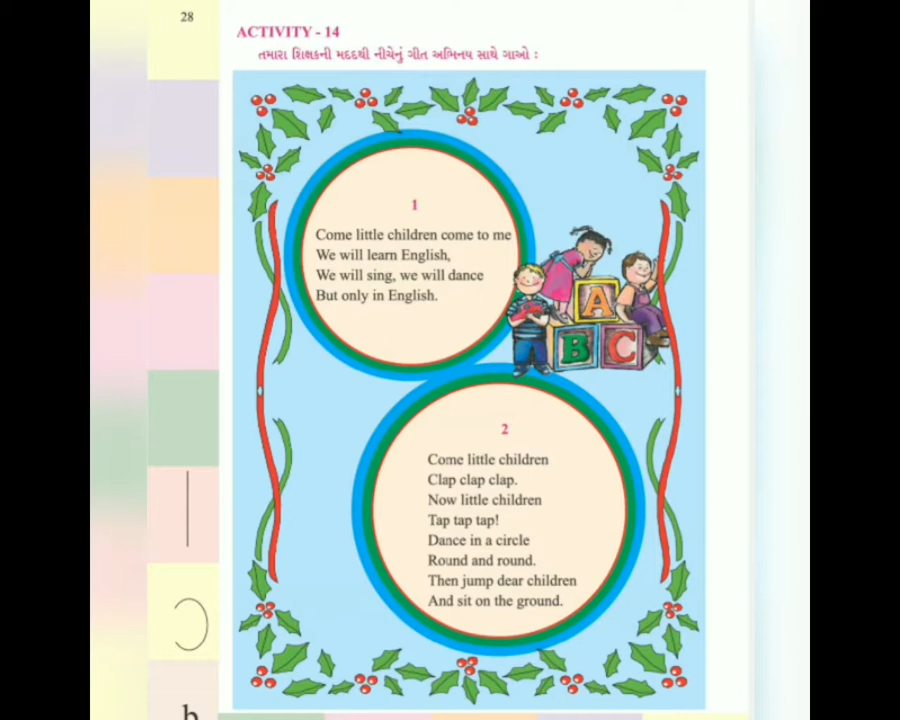 28
ACTIVITY - 14
તમારા શિક્ષકની મદદથી નીચેનું ગીત અભિનય સાથે ગાઓ :
1
Come little children come to me
We will learn English,
We will sing, we will dance
But only in English.
A
B C
2
Come little children
Clap clap clap.
Now little children
Tap tap tap!
Dance in a circle
Round and round.
Then jump dear children
And sit on the ground.
b